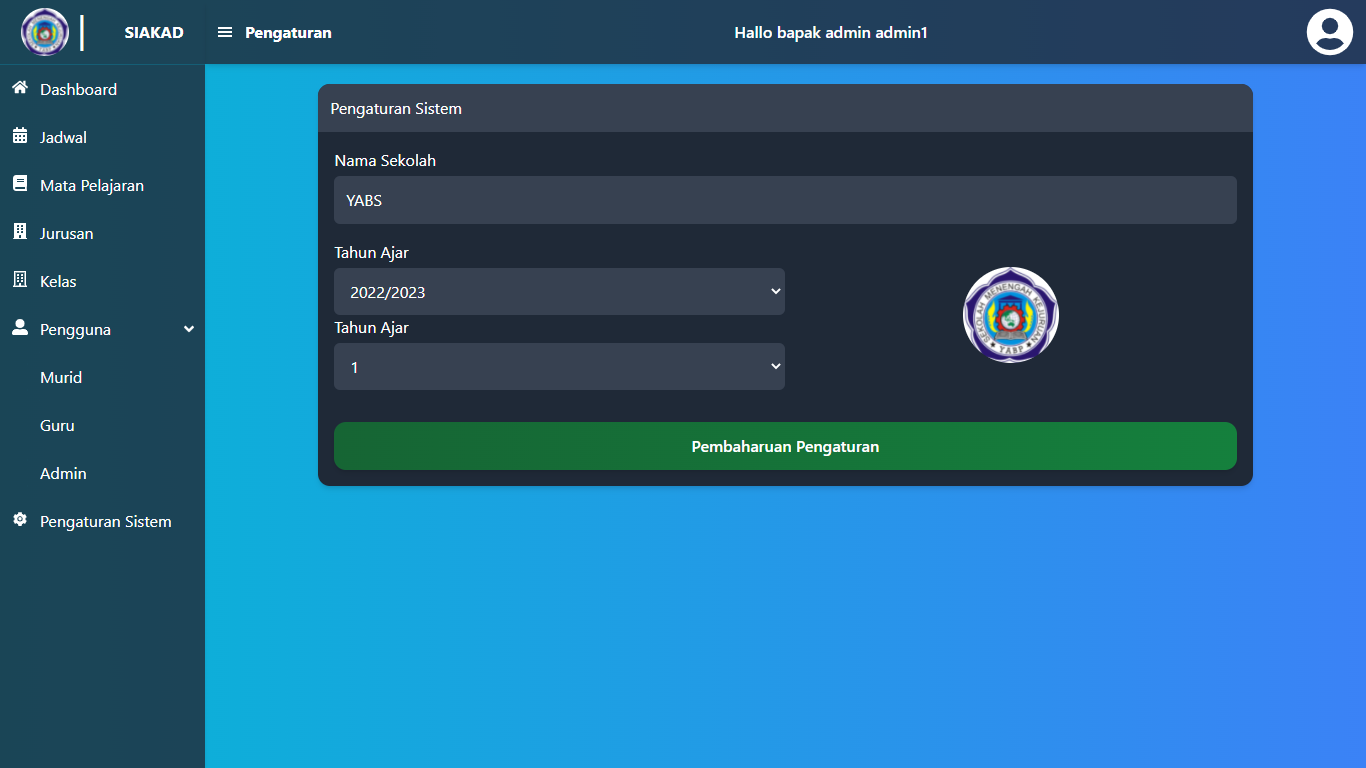 SIAKAD
Pengaturan
Hallo bapak admin admin1
Dashboard
Jadwal
Mata Pelajaran
Jurusan
Kelas
Pengguna
Murid
Guru
Admin
Pengaturan Sistem
Pengaturan Sistem
Nama Sekolah
YABS
Tahun Ajar
2022/2023
Tahun Ajar
1
SEKOLAH MENENGAH KEJURUAN
YABP
Pembaharuan Pengaturan